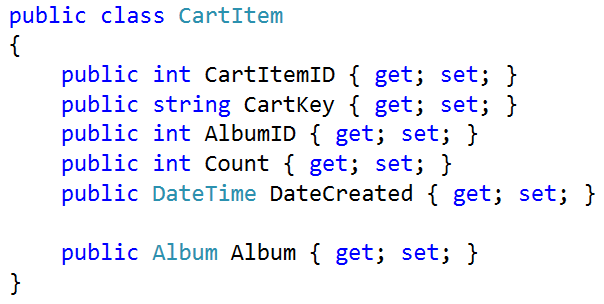 public class CartItem
{
    public int CartItemID { get; set; }
    public string CartKey { get; set; }
    public int AlbumID { get; set; }
    public int Count { get; set; }
    public DateTime DateCreated { get; set; }

    public Album Album { get; set; }
}